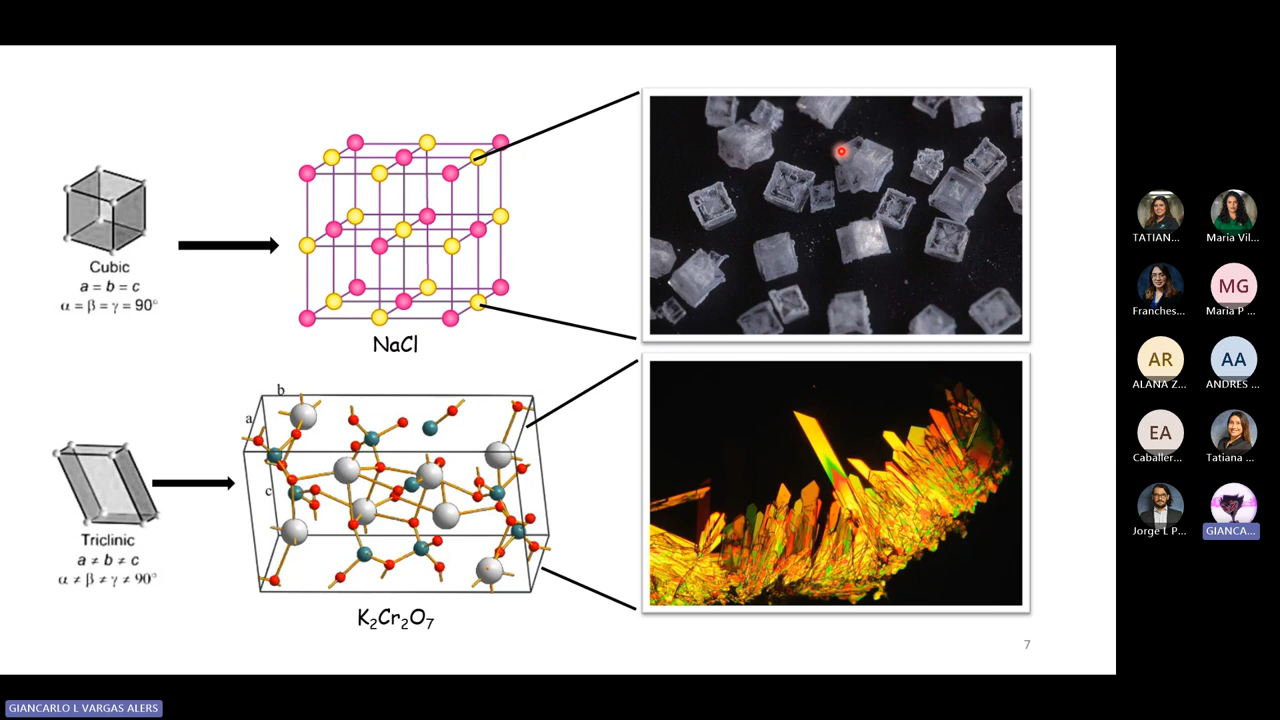 Cubic
a = b = c
α = β = γ = 90°
NaCl
b
a
c
Triclinic
a ≠ b ≠ c
α ≠ β ≠ γ ≠ 90°
K₂Cr₂O₇
7
TATIAN...
Maria Vil...
Franches...
MG
Maria P ...
AR
ALANA Z...
AA
ANDRES ...
EA
Caballer...
Tatiana ...
Jorge L P...
GIANCA...
GIANCARLO L VARGAS ALERS